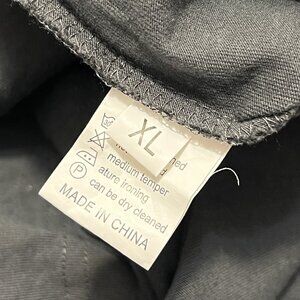 XL
medium temper
ature ironing
can be dry cleaned
MADE IN CHINA